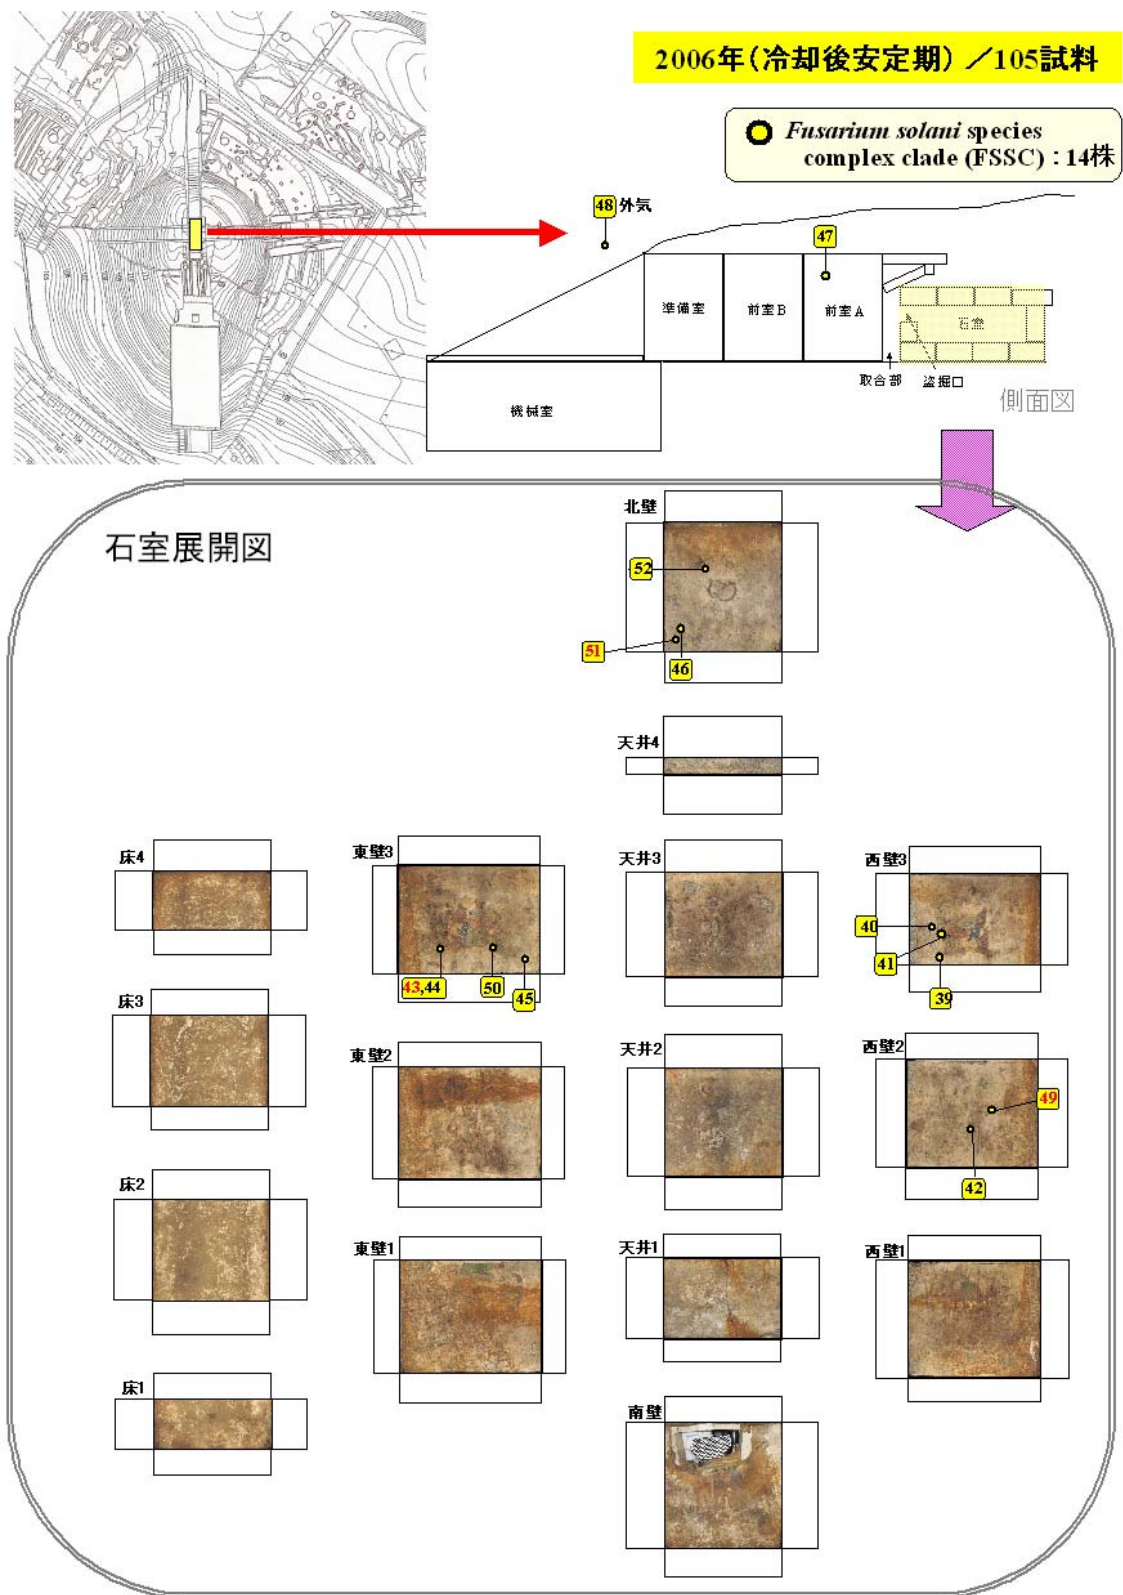 2006年(冷却後安定期)／105試料
Fusarium solani species
complex clade (FSSC)：14株
48 外気
47
準備室
前室B
前室A
石室
取合部
盗掘口
機械室
側面図
石室展開図
北壁
52
51
46
天井4
床4
東壁3
天井3
西壁3
40
41
43,44
50
45
39
床3
東壁2
天井2
西壁2
49
42
床2
東壁1
天井1
西壁1
床1
南壁